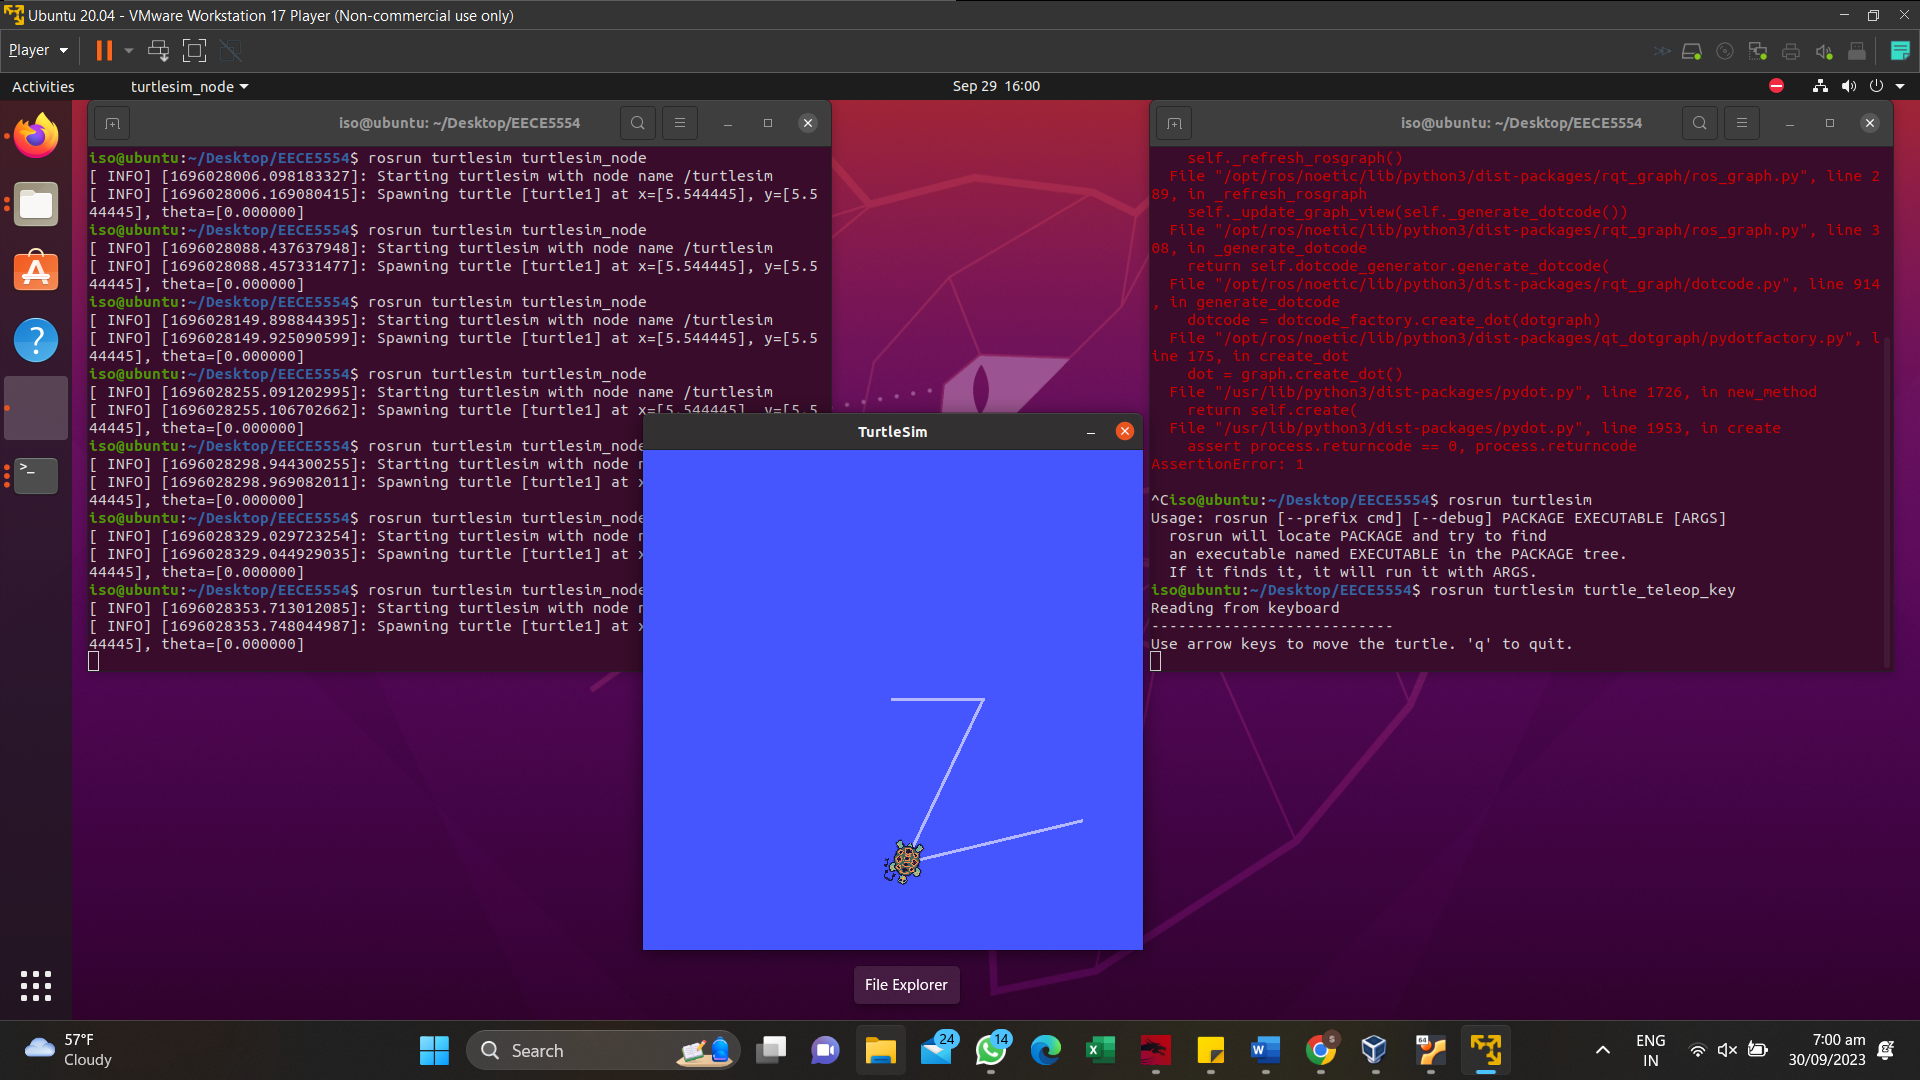 Ubuntu 20.04 - VMware Workstation 17 Player (Non-commercial use only)
Player
Activities
turtlesim_node
Sep 29 16:00
iso@ubuntu: ~/Desktop/EECE5554
iso@ubuntu:~/Desktop/EECE5554$ rosrun turtlesim turtlesim_node
[ INFO] [1696028006.098183327]: Starting turtlesim with node name /turtlesim
[ INFO] [1696028006.169080415]: Spawning turtle [turtle1] at x=[5.544445], y=[5.5
44445], theta=[0.000000]
iso@ubuntu:~/Desktop/EECE5554$ rosrun turtlesim turtlesim_node
[ INFO] [1696028088.437637948]: Starting turtlesim with node name /turtlesim
[ INFO] [1696028088.457331477]: Spawning turtle [turtle1] at x=[5.544445], y=[5.5
44445], theta=[0.000000]
iso@ubuntu:~/Desktop/EECE5554$ rosrun turtlesim turtlesim_node
[ INFO] [1696028149.898844395]: Starting turtlesim with node name /turtlesim
[ INFO] [1696028149.925090599]: Spawning turtle [turtle1] at x=[5.544445], y=[5.5
44445], theta=[0.000000]
iso@ubuntu:~/Desktop/EECE5554$ rosrun turtlesim turtlesim_node
[ INFO] [1696028255.091202995]: Starting turtlesim with node name /turtlesim
[ INFO] [1696028255.106702662]: Spawning turtle [turtle1] at x=[5.544445], y=[5.5
44445], theta=[0.000000]
iso@ubuntu:~/Desktop/EECE5554$ rosrun turtlesim turtlesim_node
[ INFO] [1696028298.944300255]: Starting turtlesim with node
[ INFO] [1696028298.969082011]: Spawning turtle [turtle1] at x
44445], theta=[0.000000]
iso@ubuntu:~/Desktop/EECE5554$ rosrun turtlesim turtlesim_node
[ INFO] [1696028329.029723254]: Starting turtlesim with node
[ INFO] [1696028329.044929035]: Spawning turtle [turtle1] at x
44445], theta=[0.000000]
iso@ubuntu:~/Desktop/EECE5554$ rosrun turtlesim turtlesim_node
[ INFO] [1696028353.713012085]: Starting turtlesim with node
[ INFO] [1696028353.748044987]: Spawning turtle [turtle1] at x
44445], theta=[0.000000]
TurtleSim
iso@ubuntu: ~/Desktop/EECE5554
self._refresh_rosgraph()
File "/opt/ros/noetic/lib/python3/dist-packages/rqt_graph/ros_graph.py", line 2
89, in _refresh_rosgraph
self._update_graph_view(self._generate_dotcode())
File "/opt/ros/noetic/lib/python3/dist-packages/rqt_graph/ros_graph.py", line 3
08, in _generate_dotcode
return self.dotcode_generator.generate_dotcode(
File "/opt/ros/noetic/lib/python3/dist-packages/rqt_graph/dotcode.py", line 914
, in generate_dotcode
dotcode = dotcode_factory.create_dot(dotgraph)
File "/opt/ros/noetic/lib/python3/dist-packages/qt_dotgraph/pydotfactory.py", l
ine 175, in create_dot
dot = graph.create_dot()
File "/usr/lib/python3/dist-packages/pydot.py", line 1726, in new_method
return self.create(
File "/usr/lib/python3/dist-packages/pydot.py", line 1953, in create
assert process.returncode == 0, process.returncode
AssertionError: 1
^Ciso@ubuntu:~/Desktop/EECE5554$ rosrun turtlesim
Usage: rosrun [--prefix cmd] [--debug] PACKAGE EXECUTABLE [ARGS]
rosrun will locate PACKAGE and try to find
an executable named EXECUTABLE in the PACKAGE tree.
If it finds it, it will run it with ARGS.
iso@ubuntu:~/Desktop/EECE5554$ rosrun turtlesim turtle_teleop_key
Reading from keyboard
---------------------------
Use arrow keys to move the turtle. 'q' to quit.
File Explorer
57°F
Cloudy
Search
24
14
64
ENG
IN
7:00 am
30/09/2023